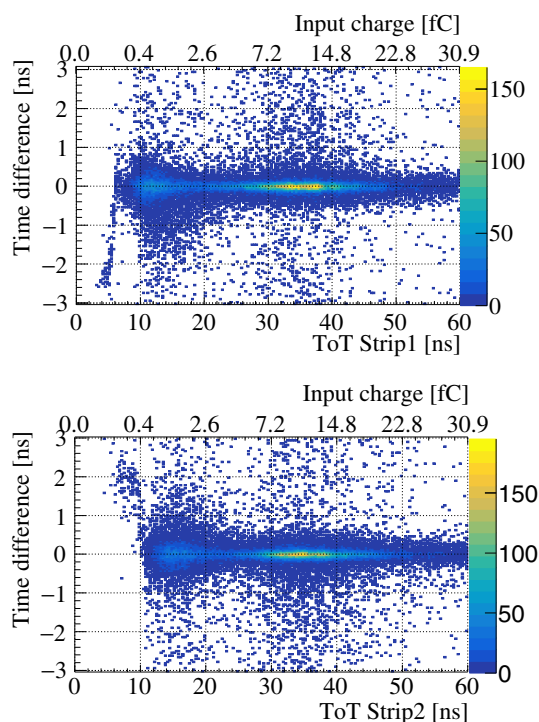 Input charge [fC]
0.0 0.4 2.6 7.2 14.8 22.8 30.9
Time difference [ns]
3
2
1
0
−1
−2
−3
0 10 20 30 40 50 60
ToT Strip1 [ns]
150
100
50
0
Input charge [fC]
0.0 0.4 2.6 7.2 14.8 22.8 30.9
Time difference [ns]
3
2
1
0
−1
−2
−3
0 10 20 30 40 50 60
ToT Strip2 [ns]
150
100
50
0